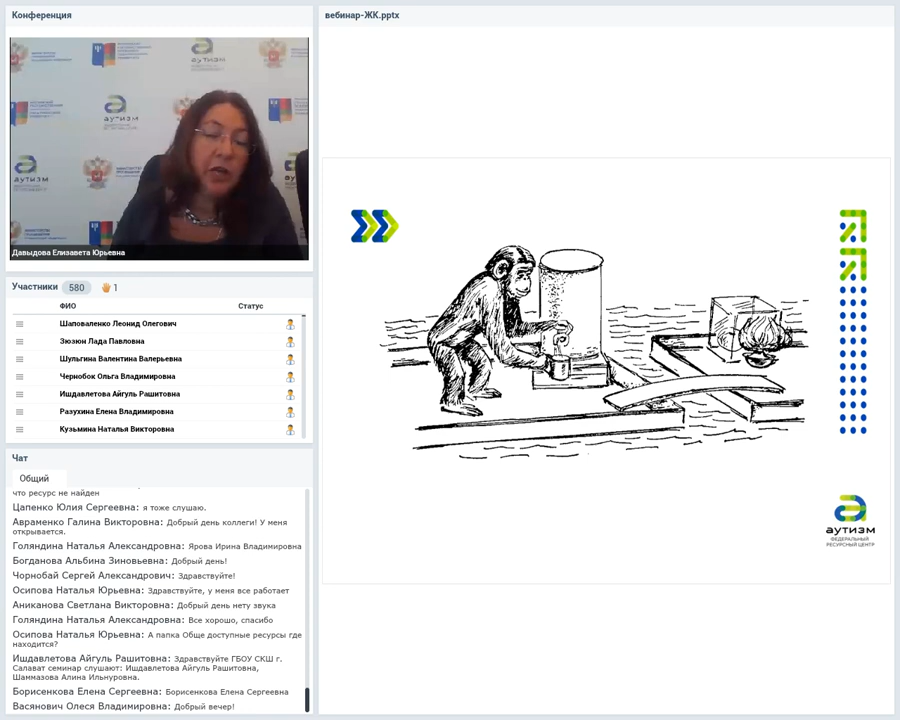 Конференция
вебинар-ЖК.pptx
аутизм
аутизм
Давыдова Елизавета Юрьевна
Участники 580 1
ФИО Статус
Шаповаленко Леонид Олегович
Зюзюн Лада Павловна
Шульгина Валентина Валерьевна
Чернобок Ольга Владимировна
Ишдавлетова Айгуль Рашитовна
Разухина Елена Владимировна
Кузьмина Наталья Викторовна
Чат
Общий
что ресурс не найден
Цапенко Юлия Сергеевна: я тоже слушаю.
Авраменко Галина Викторовна: Добрый день коллеги! У меня
открывается.
Голяндина Наталья Александровна: Ярова Ирина Владимировна
Богданова Альбина Зиновьевна: Добрый день!
Чорнобай Сергей Александрович: Здравствуйте!
Осипова Наталья Юрьевна: Здравствуйте, у меня все работает
Аниканова Светлана Викторовна: Добрый день нету звука
Голяндина Наталья Александровна: Все хорошо, спасибо
Осипова Наталья Юрьевна: А папка Обще доступные ресурсы где
находится?
Ишдавлетова Айгуль Рашитовна: Здравствуйте ГБОУ СКШ г.
Салават семинар слушают: Ишдавлетова Айгуль Рашитовна,
Шаммазова Алина Ильнуровна.
Борисенкова Елена Сергеевна: Борисенкова Елена Сергеевна
Васянович Олеся Владимировна: Добрый вечер!
аутизм
ФЕДЕРАЛЬНЫЙ
РЕСУРСНЫЙ ЦЕНТР